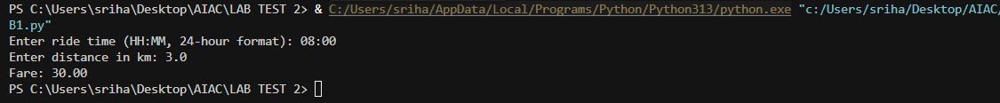 PS C:\Users\sriha\Desktop\AIAC\LAB TEST 2> & C:/Users/sriha/AppData/Local/Programs/Python/Python313/python.exe "c:/Users/sriha/Desktop/AIAC/
B1.py"
Enter ride time (HH:MM, 24-hour format): 08:00
Enter distance in km: 3.0
Fare: 30.00
PS C:\Users\sriha\Desktop\AIAC\LAB TEST 2>